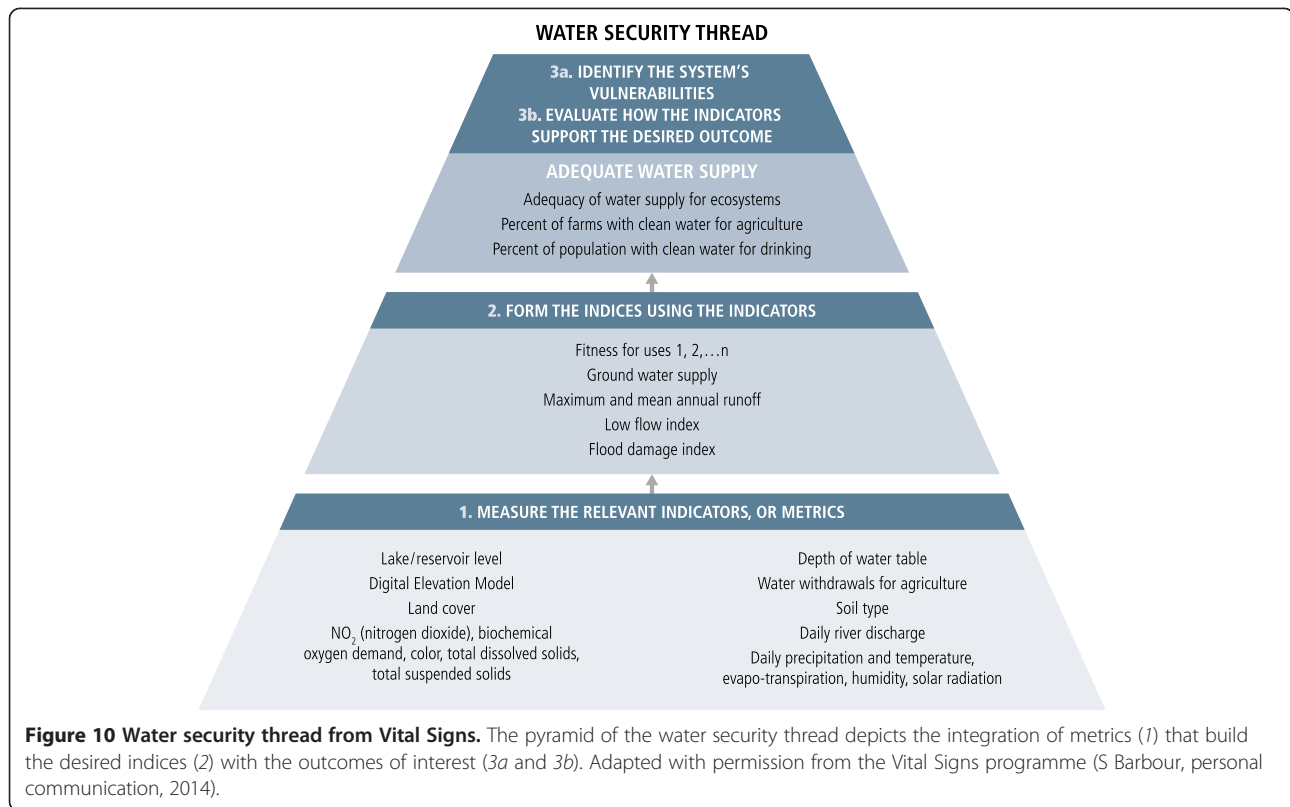 WATER SECURITY THREAD
3a. IDENTIFY THE SYSTEM'S
VULNERABILITIES
3b. EVALUATE HOW THE INDICATORS
SUPPORT THE DESIRED OUTCOME
ADEQUATE WATER SUPPLY
Adequacy of water supply for ecosystems
Percent of farms with clean water for agriculture
Percent of population with clean water for drinking
2. FORM THE INDICES USING THE INDICATORS
Fitness for uses 1, 2,...n
Ground water supply
Maximum and mean annual runoff
Low flow index
Flood damage index
1. MEASURE THE RELEVANT INDICATORS, OR METRICS
Lake/reservoir level
Digital Elevation Model
Land cover
NO₂ (nitrogen dioxide), biochemical
oxygen demand, color, total dissolved solids,
total suspended solids
Depth of water table
Water withdrawals for agriculture
Soil type
Daily river discharge
Daily precipitation and temperature,
evapo-transpiration, humidity, solar radiation
Figure 10 Water security thread from Vital Signs. The pyramid of the water security thread depicts the integration of metrics (1) that build
the desired indices (2) with the outcomes of interest (3a and 3b). Adapted with permission from the Vital Signs programme (S Barbour, personal
communication, 2014).